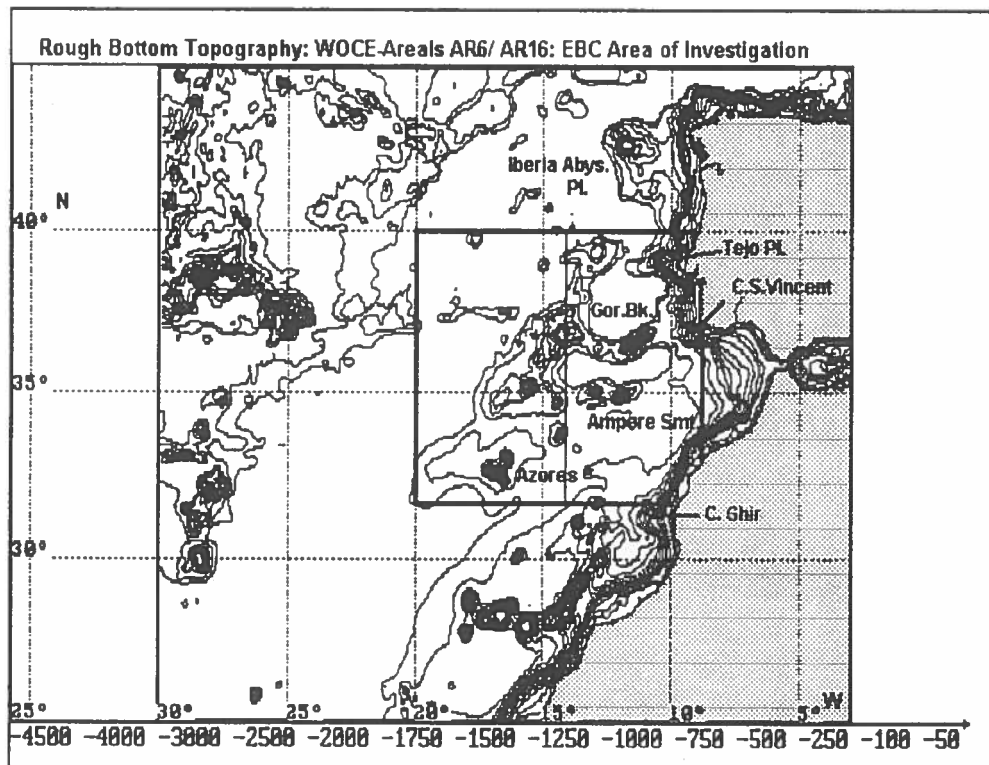 Rough Bottom Topography: WOCE-Areals AR6/ AR16: EBC Area of Investigation
Iberia Abys.
Pl.
N
40°
Tejo Pl.
C.S.Vincent
Gor.Bk.
35°
Ampere Smt.
Azores
C. Ghir
30°
W
25° 30° 25° 20° 15° 10° 5°
-4500 -4000 -3000 -2500 -1750 -1500 -1250 -1000 -750 -250 -100 -50